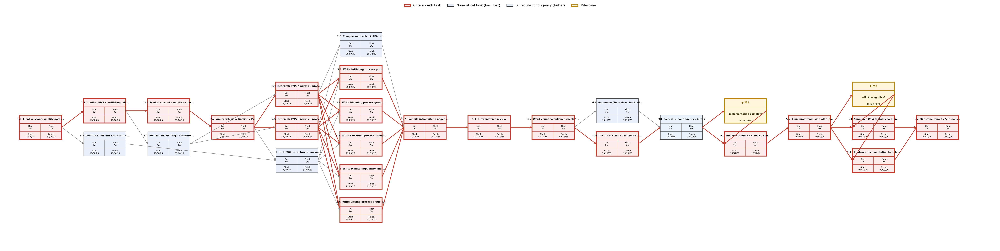 Critical-path task
Non-critical task (has float)
Schedule contingency (buffer)
Milestone
1.1 Finalise scope, quality goals…
Dur Float
1w 0w
Start Finish
04/08/25 10/08/25
1.2 Confirm PMS shortlisting crit…
Dur Float
1w 0w
Start Finish
11/08/25 17/08/25
1.3 Confirm ECMS infrastructure &…
Dur Float
1w 5w
Start Finish
11/08/25 17/08/25
Market scan of candidate clou…
Dur Float
2w 0w
Start Finish
18/08/25 31/08/25
2.3 Benchmark MS Project feature …
Dur Float
2w 1w
Start Finish
18/08/25 31/08/25
2.2 Apply criteria & finalise 2 P…
Dur Float
1w 0w
Start Finish
01/09/25 07/09/25
2.4 Research PMS A across 5 proce…
Dur Float
3w 0w
Start Finish
08/09/25 28/09/25
2.5 Research PMS B across 5 proce…
Dur Float
3w 0w
Start Finish
08/09/25 28/09/25
3.1 Draft Wiki structure & naviga…
Dur Float
1w 2w
Start Finish
08/09/25 14/09/25
2.6 Compile source list & APA ref…
Dur Float
1w 1w
Start Finish
29/09/25 05/10/25
3.2 Write Initiating process grou…
Dur Float
2w 0w
Start Finish
29/09/25 12/10/25
3.3 Write Planning process group …
Dur Float
2w 0w
Start Finish
29/09/25 12/10/25
3.4 Write Executing process group…
Dur Float
2w 0w
Start Finish
29/09/25 12/10/25
3.5 Write Monitoring/Controlling …
Dur Float
2w 0w
Start Finish
29/09/25 12/10/25
3.6 Write Closing process group c…
Dur Float
2w 0w
Start Finish
29/09/25 12/10/25
3.7 Compile intro/criteria pages …
Dur Float
2w 0w
Start Finish
13/10/25 26/10/25
4.1 Internal team review
Dur Float
1w 0w
Start Finish
27/10/25 02/11/25
4.2 Word-count compliance check &…
Dur Float
1w 0w
Start Finish
03/11/25 09/11/25
4.3 Supervisor/TA review checkpoi…
Dur Float
1w 1w
Start Finish
10/11/25 16/11/25
4.4 Recruit & collect sample R&D …
Dur Float
2w 0w
Start Finish
10/11/25 23/11/25
BUF Schedule contingency / buffer
Dur Float
5w 0w
Start Finish
24/11/25 28/12/25
◆ M1
Implementation Complete
28 Dec 2025
5.1 Analyse feedback & revise con…
Dur Float
1w 0w
Start Finish
19/01/26 25/01/26
5.2 Final proofread, sign-off & p…
Dur Float
1w 0w
Start Finish
26/01/26 01/02/26
◆ M2
Wiki Live (go-live)
01 Feb 2026
5.3 Announce Wiki to R&D coordina…
Dur Float
1w 0w
Start Finish
02/02/26 08/02/26
5.4 Handover documentation to ECM…
Dur Float
1w 0w
Start Finish
02/02/26 08/02/26
5.5 Milestone report v2, lessons-…
Dur Float
1w 0w
Start Finish
09/02/26 15/02/26